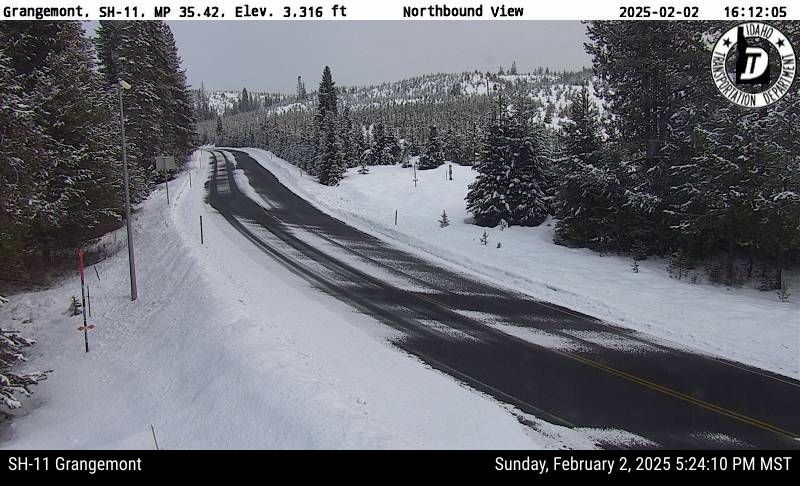 Grangemont, SH-11, MP 35.42, Elev. 3,316 ft Northbound View 2025-02-02 16:12:05
IDAHO
TRANSPORTATION DEPARTMENT
SH-11 Grangemont Sunday, February 2, 2025 5:24:10 PM MST